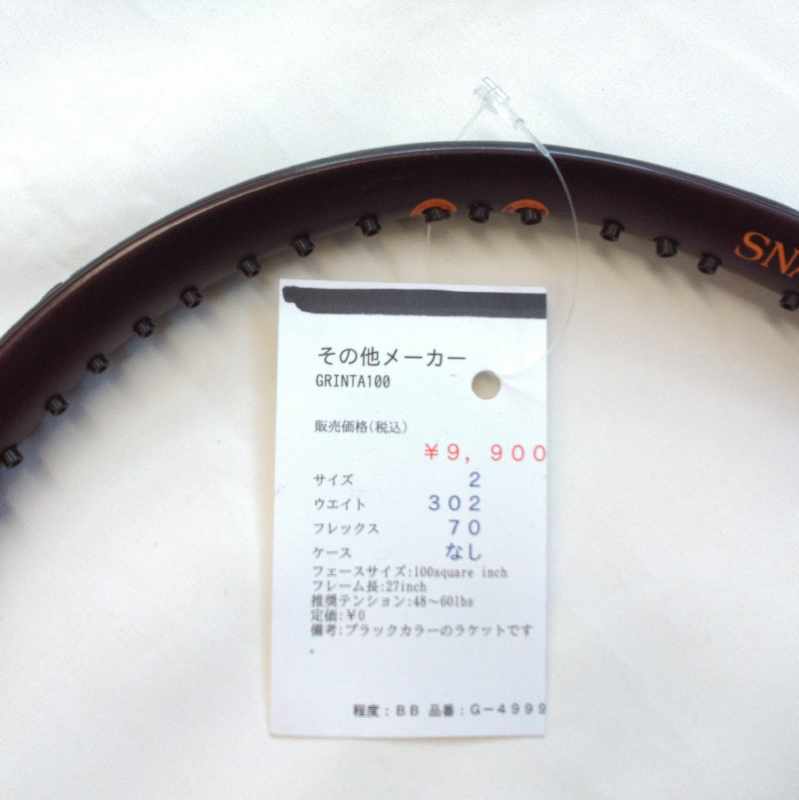 SNA
その他メーカー
GRINTA100
販売価格(税込)
￥9,900
サイズ 2
ウエイト 302
フレックス 70
ケース なし
フェースサイズ:100square inch
フレーム長:27inch
推奨テンション:48〜60lbs
定価:￥0
備考:ブラックカラーのラケットです
。
程度：BB 品番：G－4999